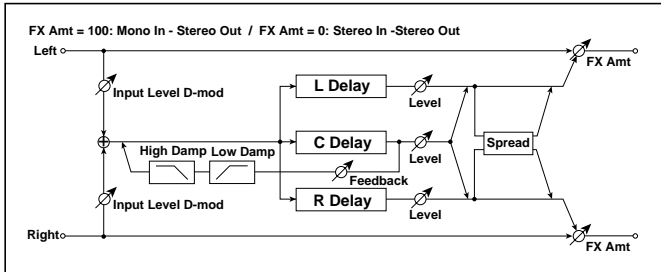 FX Amt = 100: Mono In - Stereo Out / FX Amt = 0: Stereo In -Stereo Out
Left
FX Amt
L Delay
Input Level D-mod
Level
High Damp
Low Damp
C Delay
Spread
Level
Feedback
Input Level D-mod
R Delay
Level
Right
FX Amt